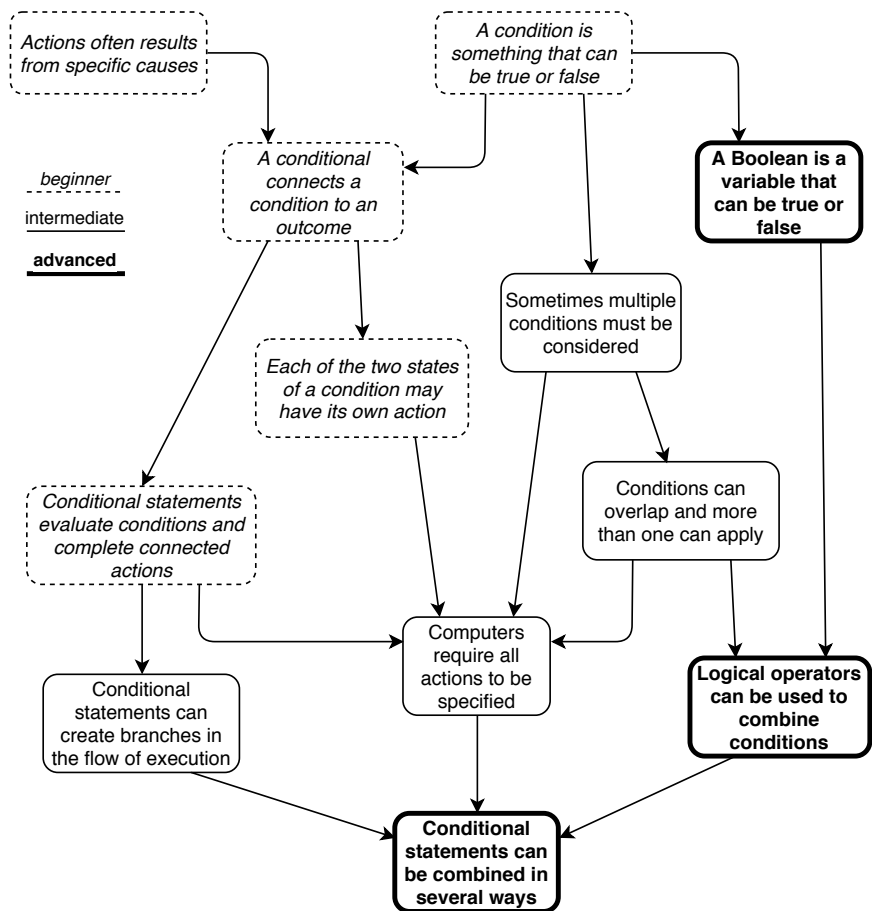 Actions often results
from specific causes
A condition is
something that can
be true or false
A conditional
connects a
condition to an
outcome
A Boolean is a
variable that
can be true or
false
beginner
intermediate
advanced
Sometimes multiple
conditions must be
considered
Each of the two states
of a condition may
have its own action
Conditional statements
evaluate conditions and
complete connected
actions
Conditions can
overlap and more
than one can apply
Computers
require all
actions to be
specified
Conditional
statements can
create branches in
the flow of execution
Logical operators
can be used to
combine
conditions
Conditional
statements can
be combined in
several ways